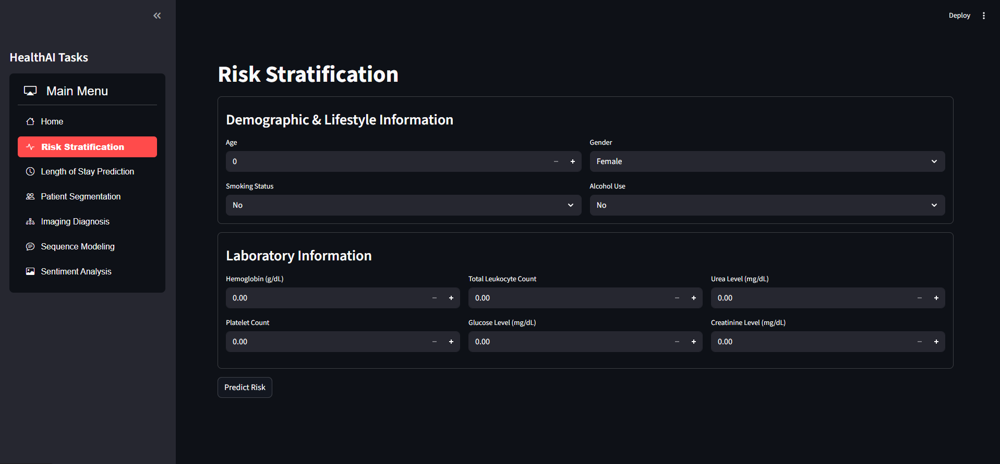 Deploy
HealthAI Tasks
Main Menu
Home
Risk Stratification
Length of Stay Prediction
Patient Segmentation
Imaging Diagnosis
Sequence Modeling
Sentiment Analysis
Risk Stratification
Demographic & Lifestyle Information
Age Gender
0 Female
Smoking Status Alcohol Use
No No
Laboratory Information
Hemoglobin (g/dL) Total Leukocyte Count Urea Level (mg/dL)
0.00 0.00 0.00
Platelet Count Glucose Level (mg/dL) Creatinine Level (mg/dL)
0.00 0.00 0.00
Predict Risk